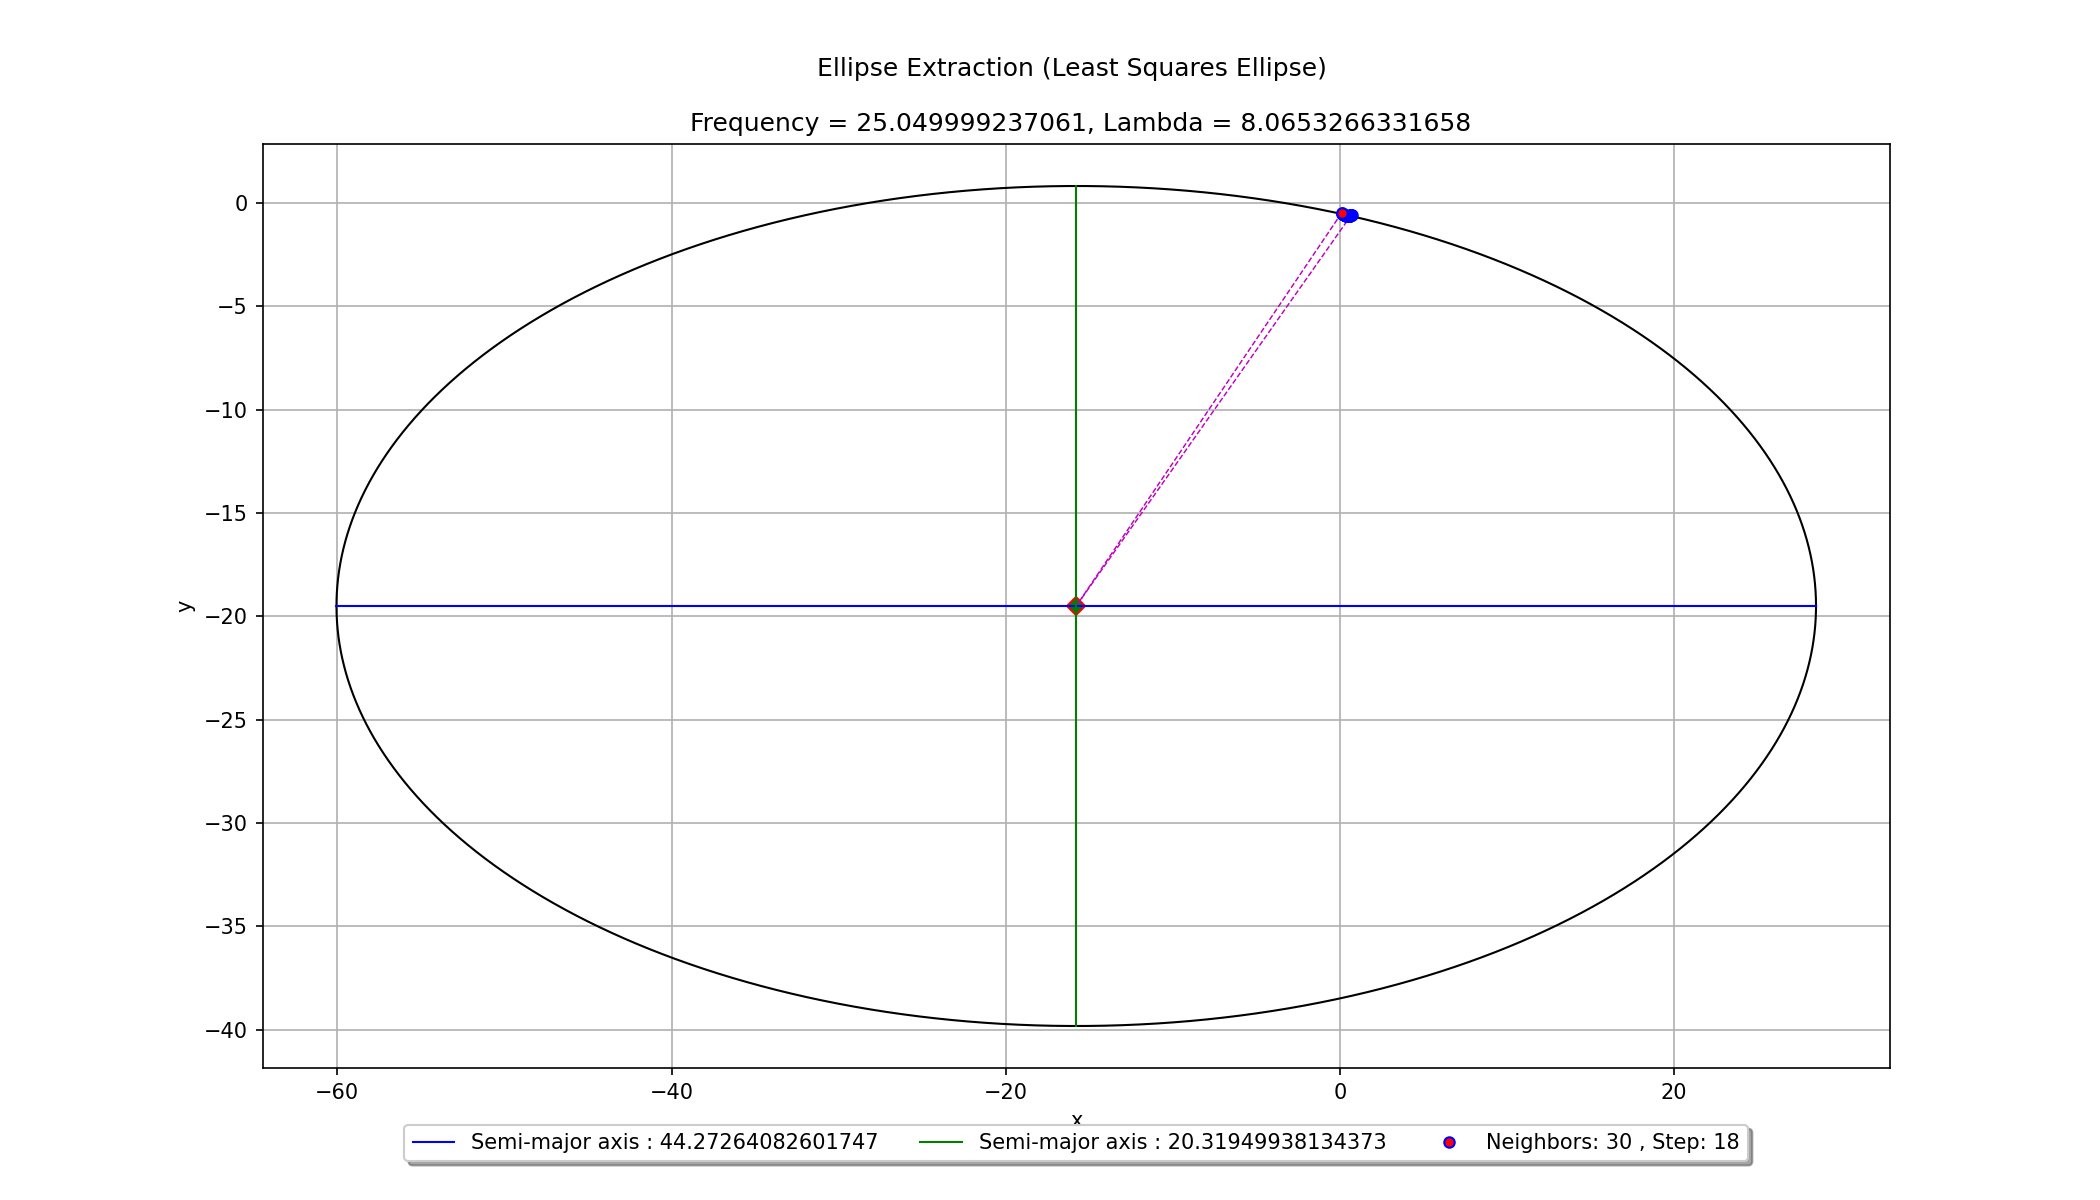 Ellipse Extraction (Least Squares Ellipse)
Frequency = 25.049999237061, Lambda = 8.0653266331658
0
−5
−10
−15
−20
−25
−30
−35
−40
y
−60 −40 −20 0 20
x
Semi-major axis : 44.27264082601747 Semi-major axis : 20.31949938134373 Neighbors: 30 , Step: 18